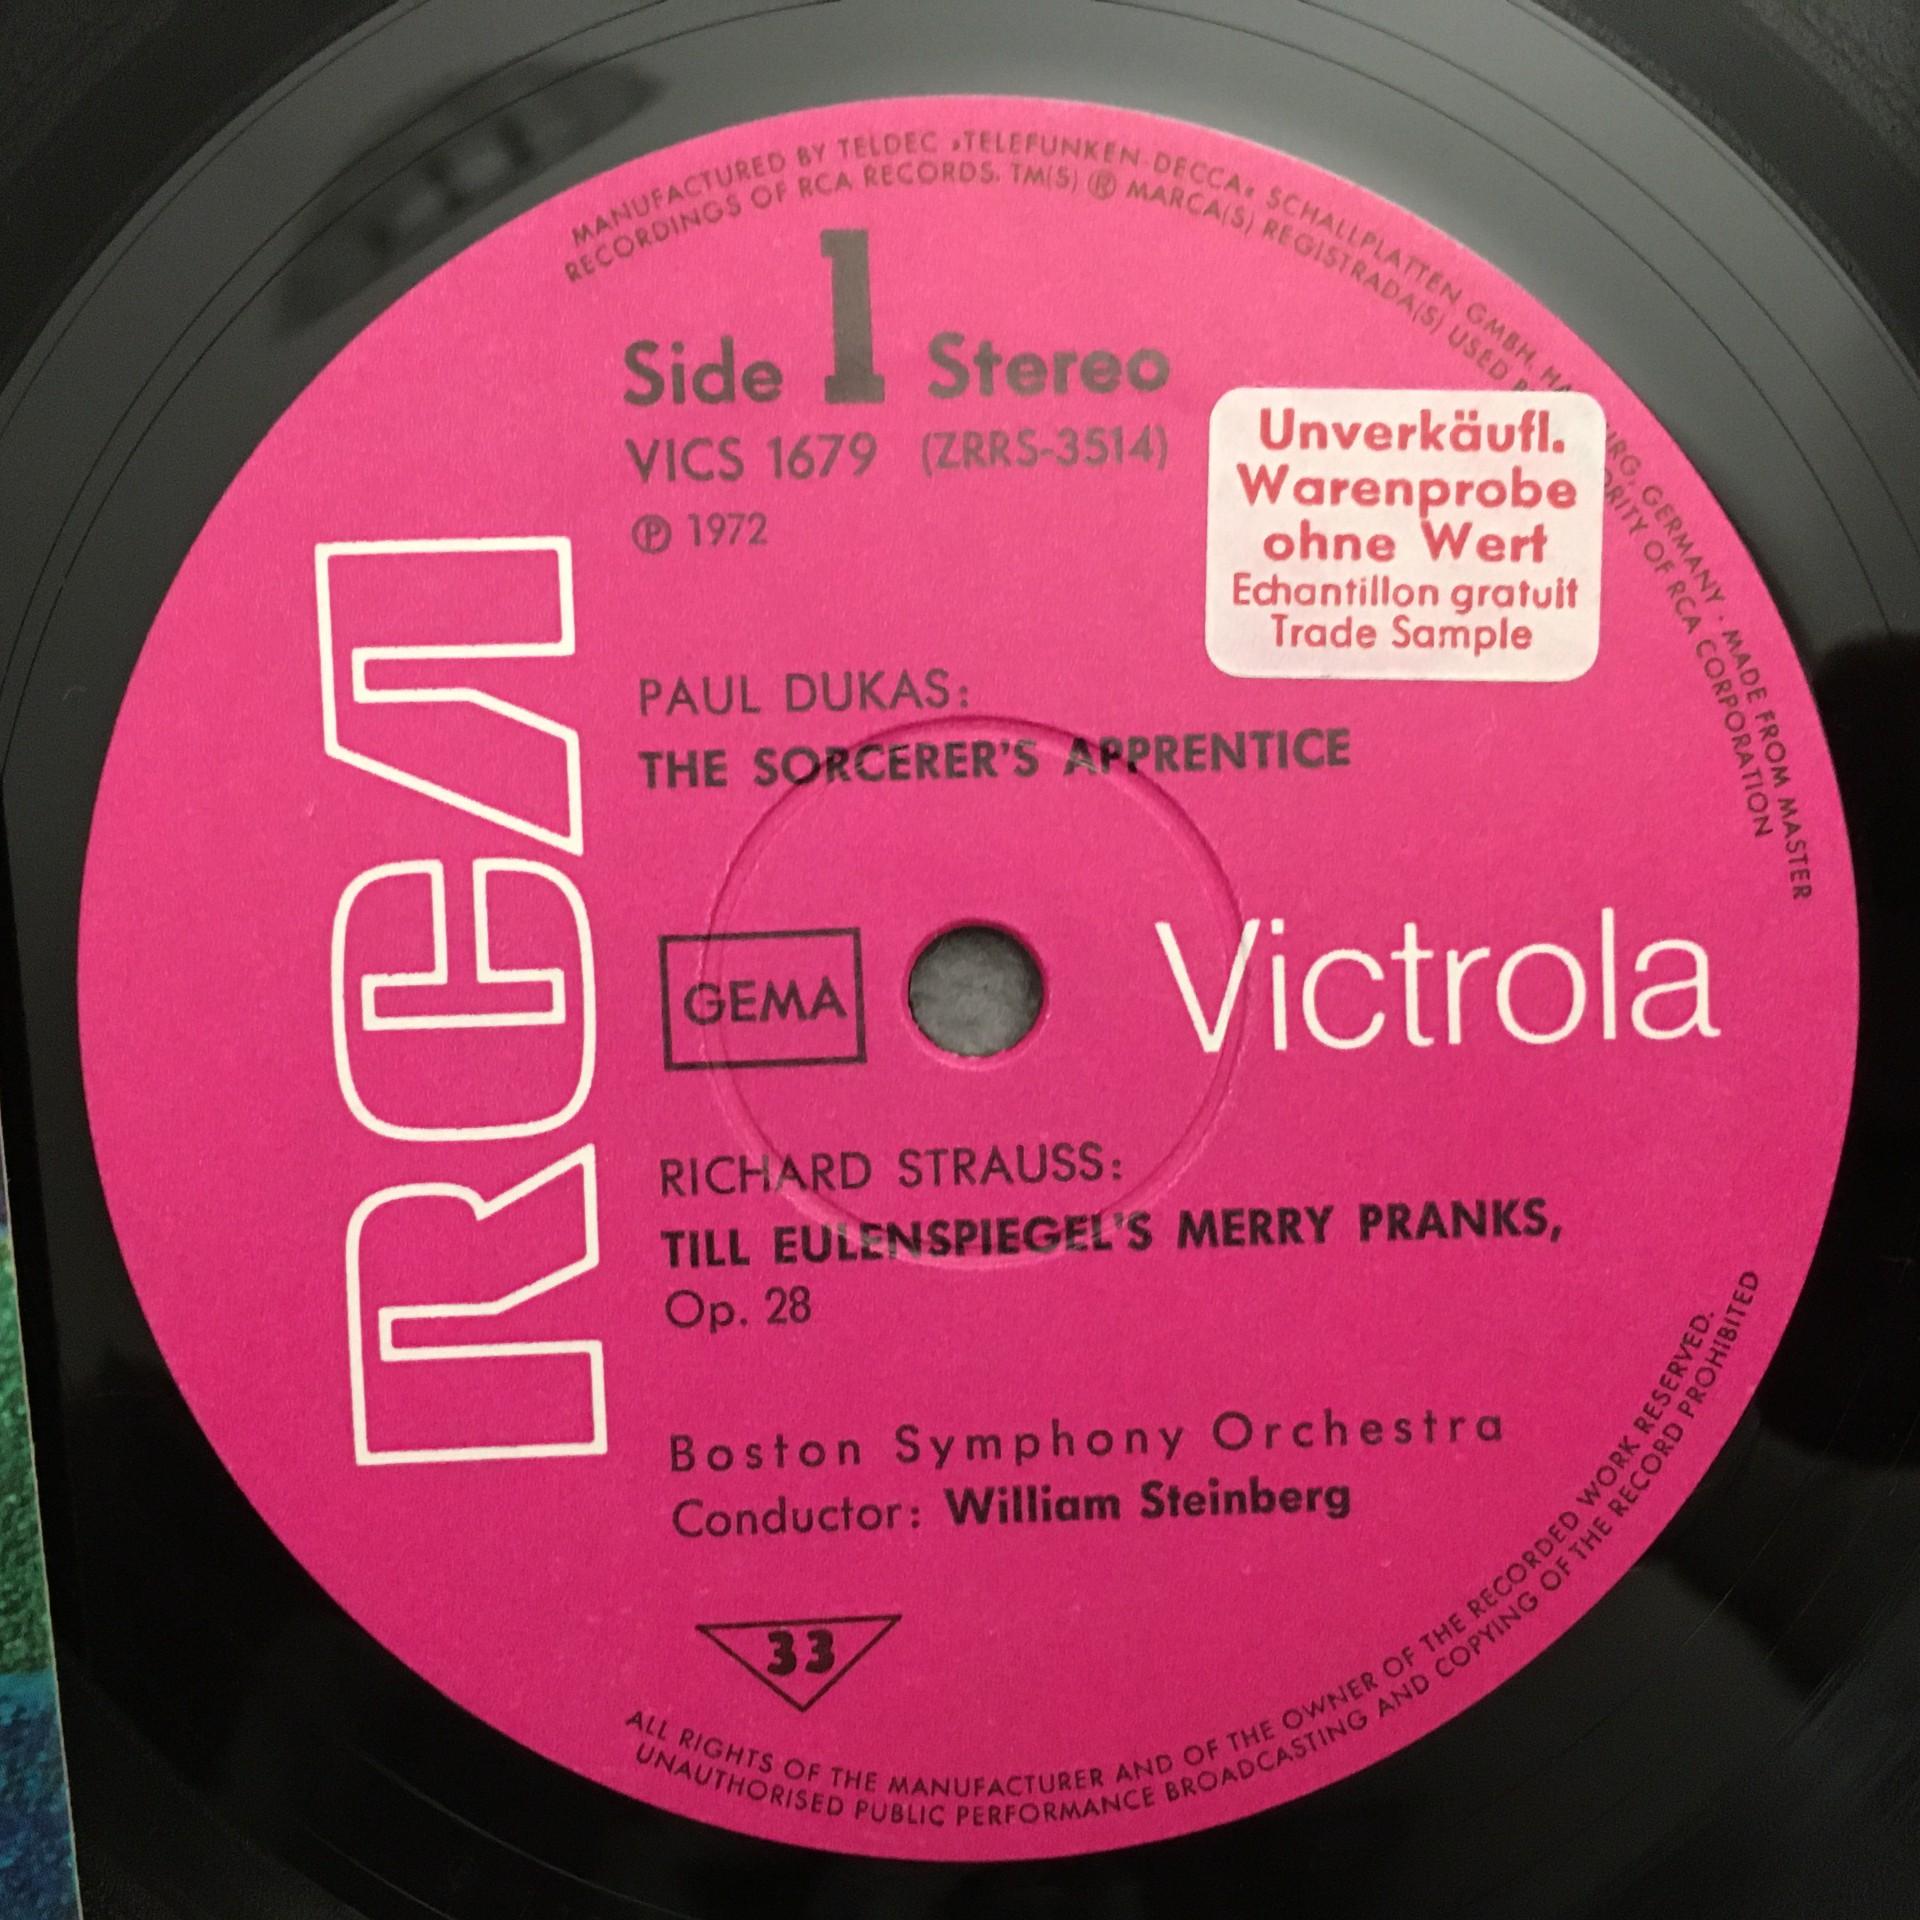 MANUFACTURED BY TELDEC »TELEFUNKEN-DECCA« SCHALLPLATTEN GMBH, GERMANY · MADE FROM MASTER
RECORDINGS OF RCA RECORDS. TM(S) ® MARCA(S) REGISTRADA(S) USED OF RCA CORPORATION
Side 1 Stereo
VICS 1679 (ZRRS-3514)
℗ 1972
Unverkäufl.
Warenprobe
ohne Wert
Echantillon gratuit
Trade Sample
RCA
PAUL DUKAS:
THE SORCERER'S APPRENTICE
GEMA
Victrola
RICHARD STRAUSS:
TILL EULENSPIEGEL'S MERRY PRANKS,
Op. 28
Boston Symphony Orchestra
Conductor: William Steinberg
33
ALL RIGHTS OF THE MANUFACTURER AND OF THE OWNER OF THE RECORDED WORK RESERVED.
UNAUTHORISED PUBLIC PERFORMANCE BROADCASTING AND COPYING OF THE RECORD PROHIBITED